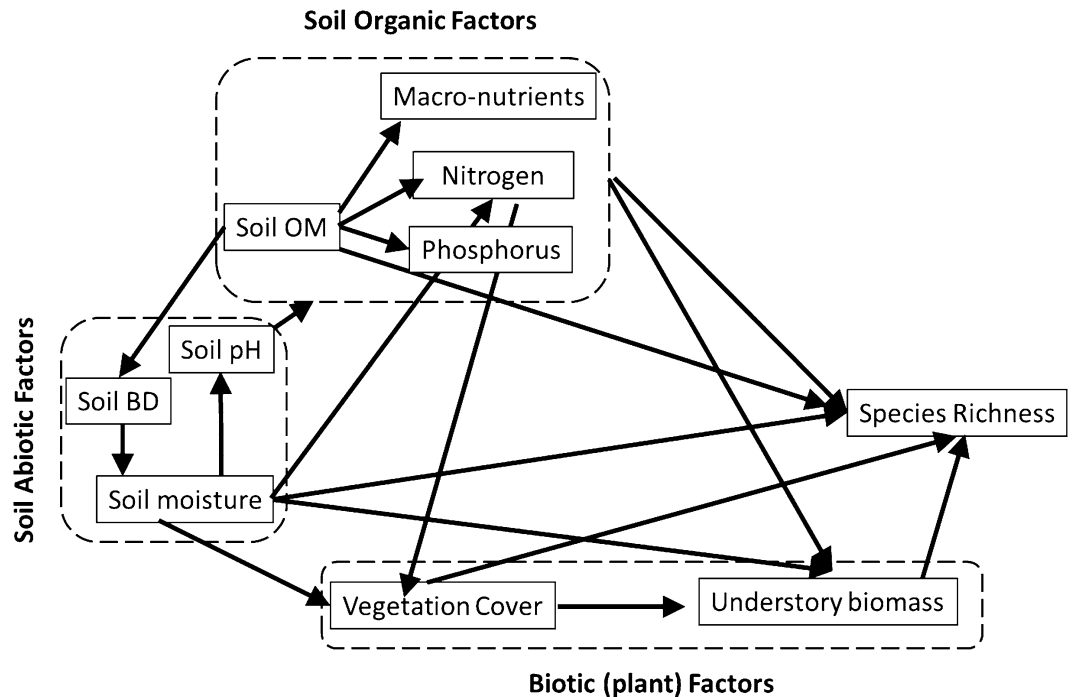 Soil Organic Factors
Macro-nutrients
Nitrogen
Soil OM
Phosphorus
Soil Abiotic Factors
Soil pH
Soil BD
Species Richness
Soil moisture
Vegetation Cover
Understory biomass
Biotic (plant) Factors